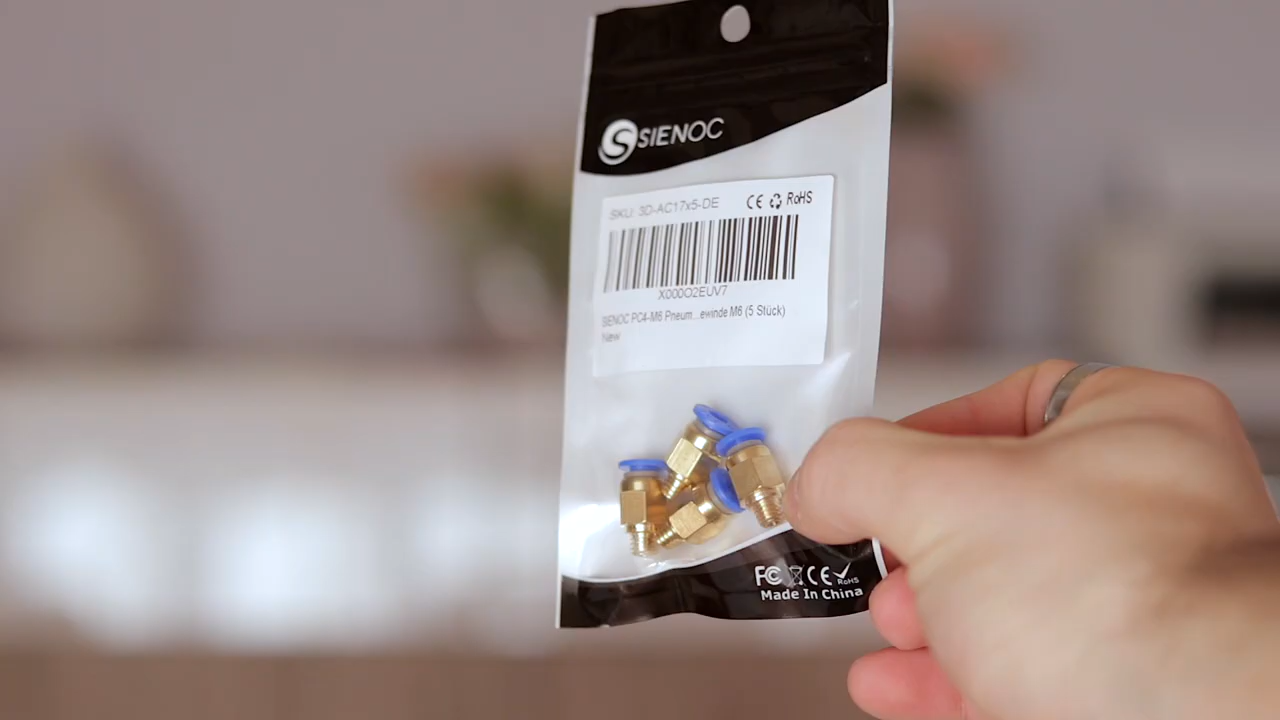 SIENOC
SKU: 3D-AC17x5-DE CE RoHS
X000O2EUV7
SIENOC PC4-M6 Pneum...ewinde M6 (5 Stück)
New
FC CE RoHS
Made In China